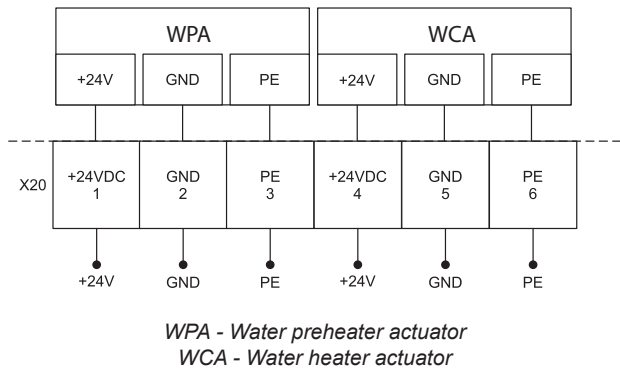 WPA WCA
+24V GND PE +24V GND PE
X20
+24VDC GND PE +24VDC GND PE
1 2 3 4 5 6
+24V GND PE +24V GND PE
WPA - Water preheater actuator
WCA - Water heater actuator